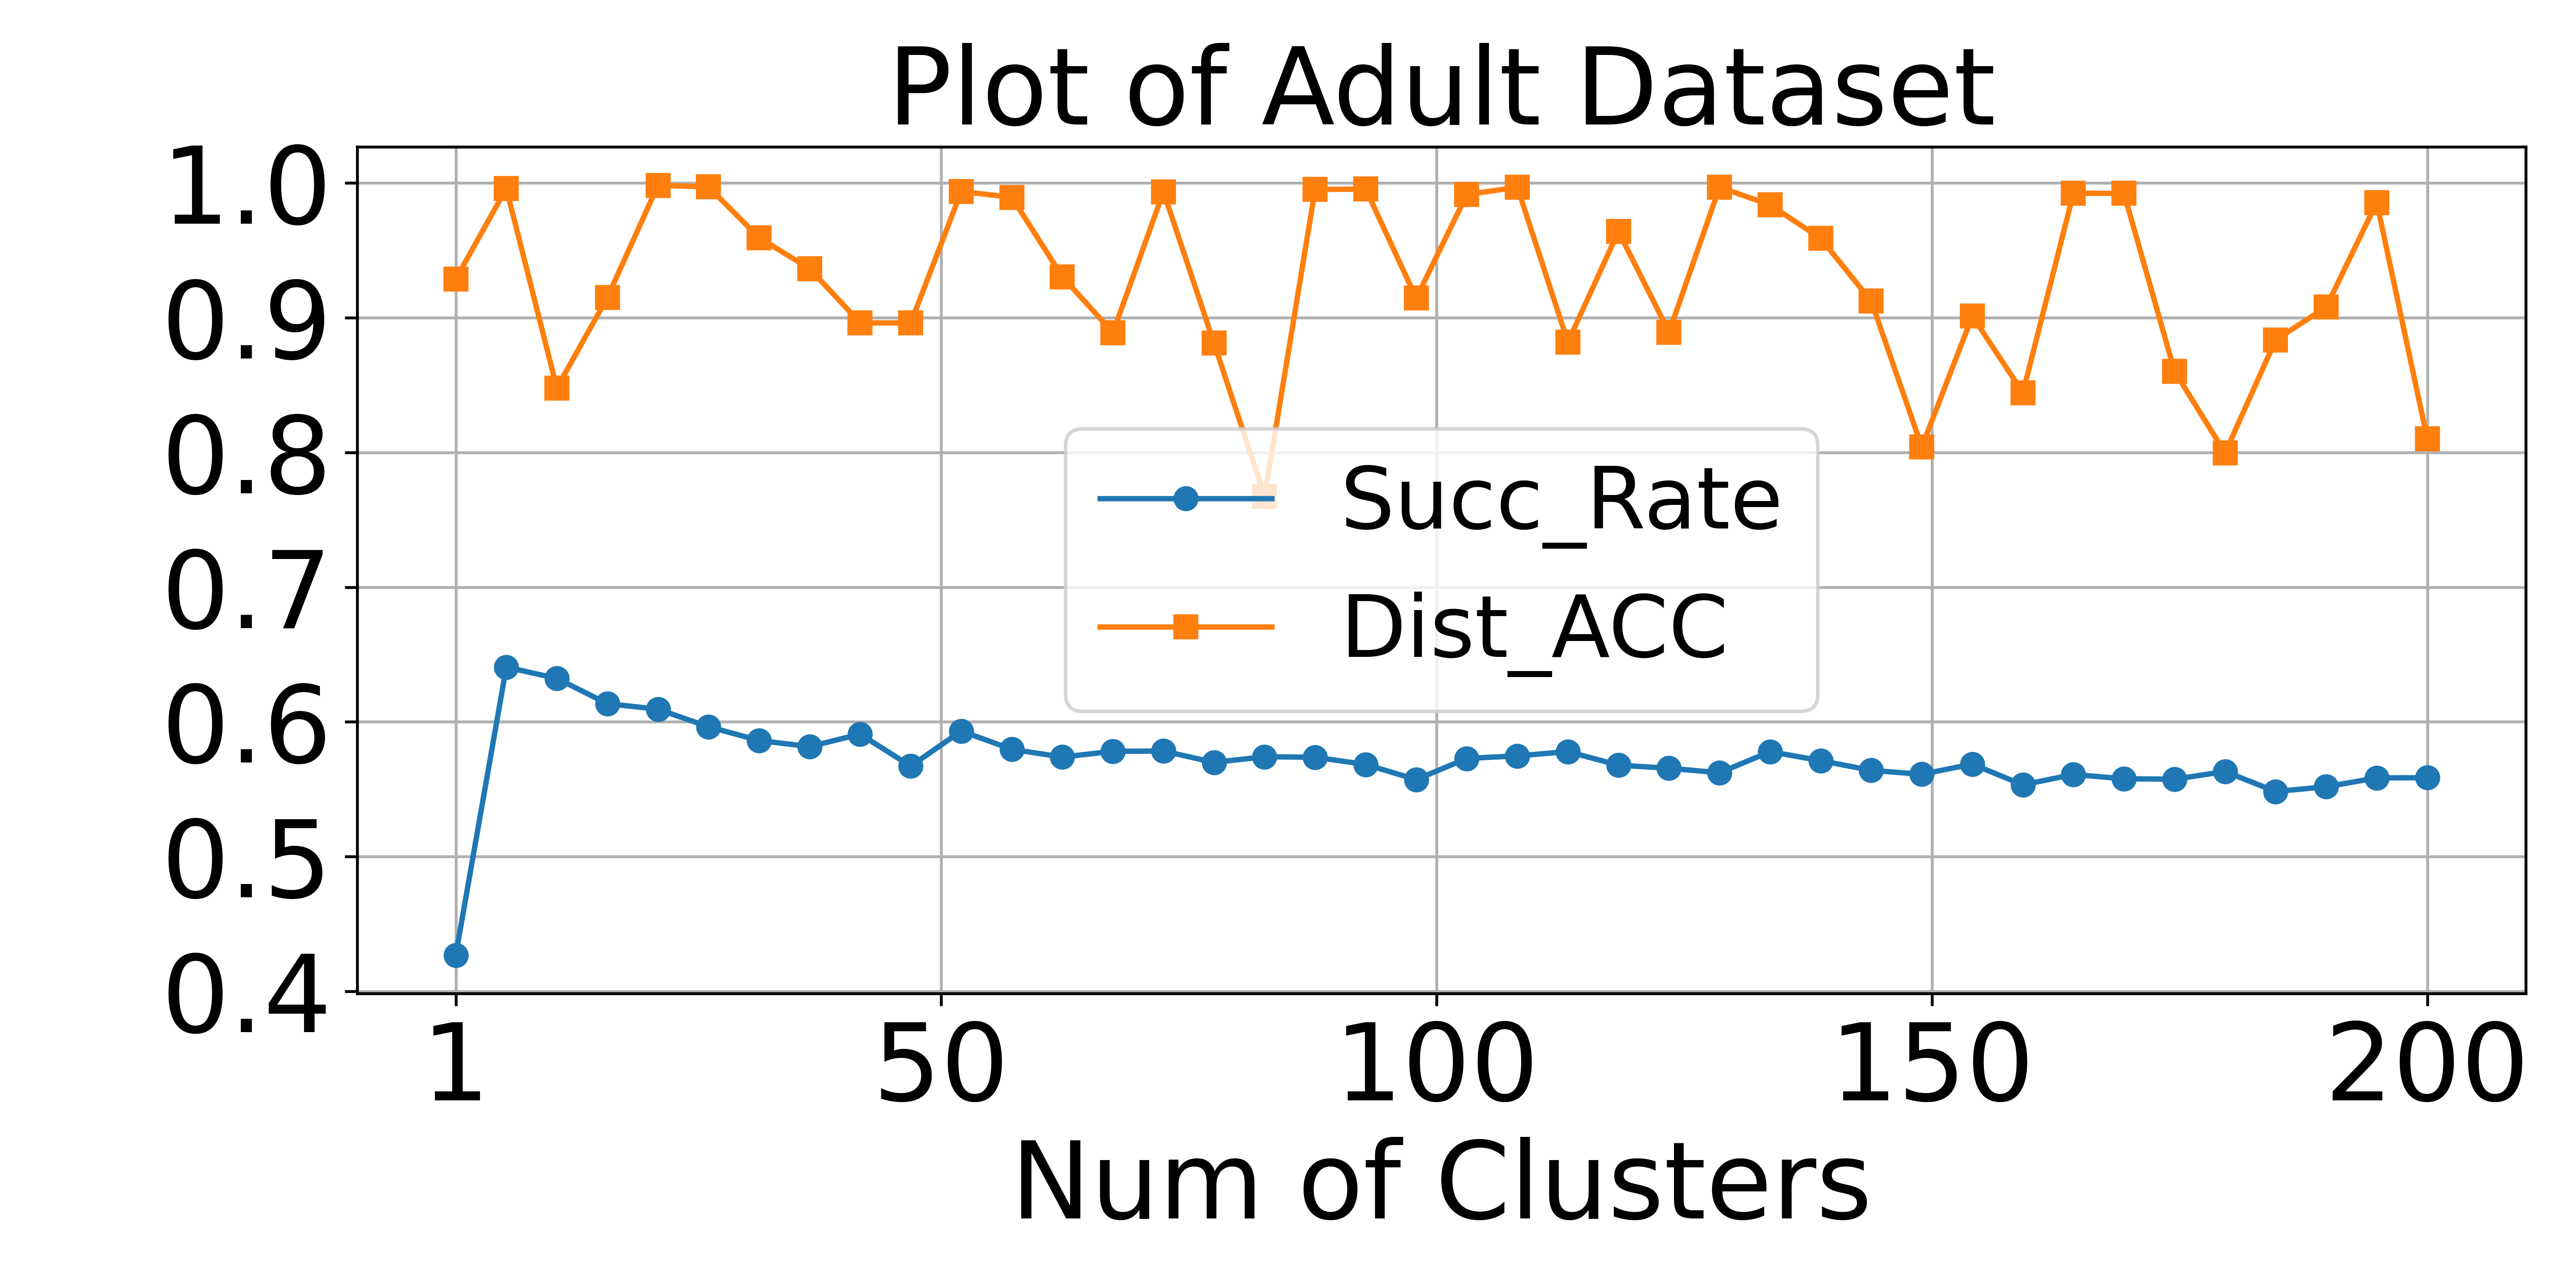 Plot of Adult Dataset
1.0
0.9
0.8
0.7
0.6
0.5
0.4
Succ_Rate
Dist_ACC
1 50 100 150 200
Num of Clusters